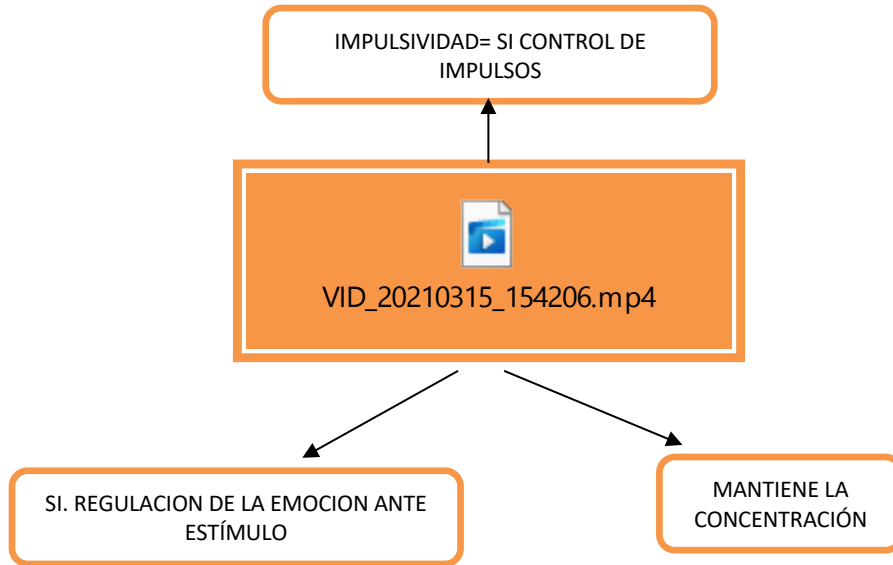 IMPULSIVIDAD= SI CONTROL DE
IMPULSOS
VID_20210315_154206.mp4
SI. REGULACION DE LA EMOCION ANTE
ESTÍMULO
MANTIENE LA
CONCENTRACIÓN